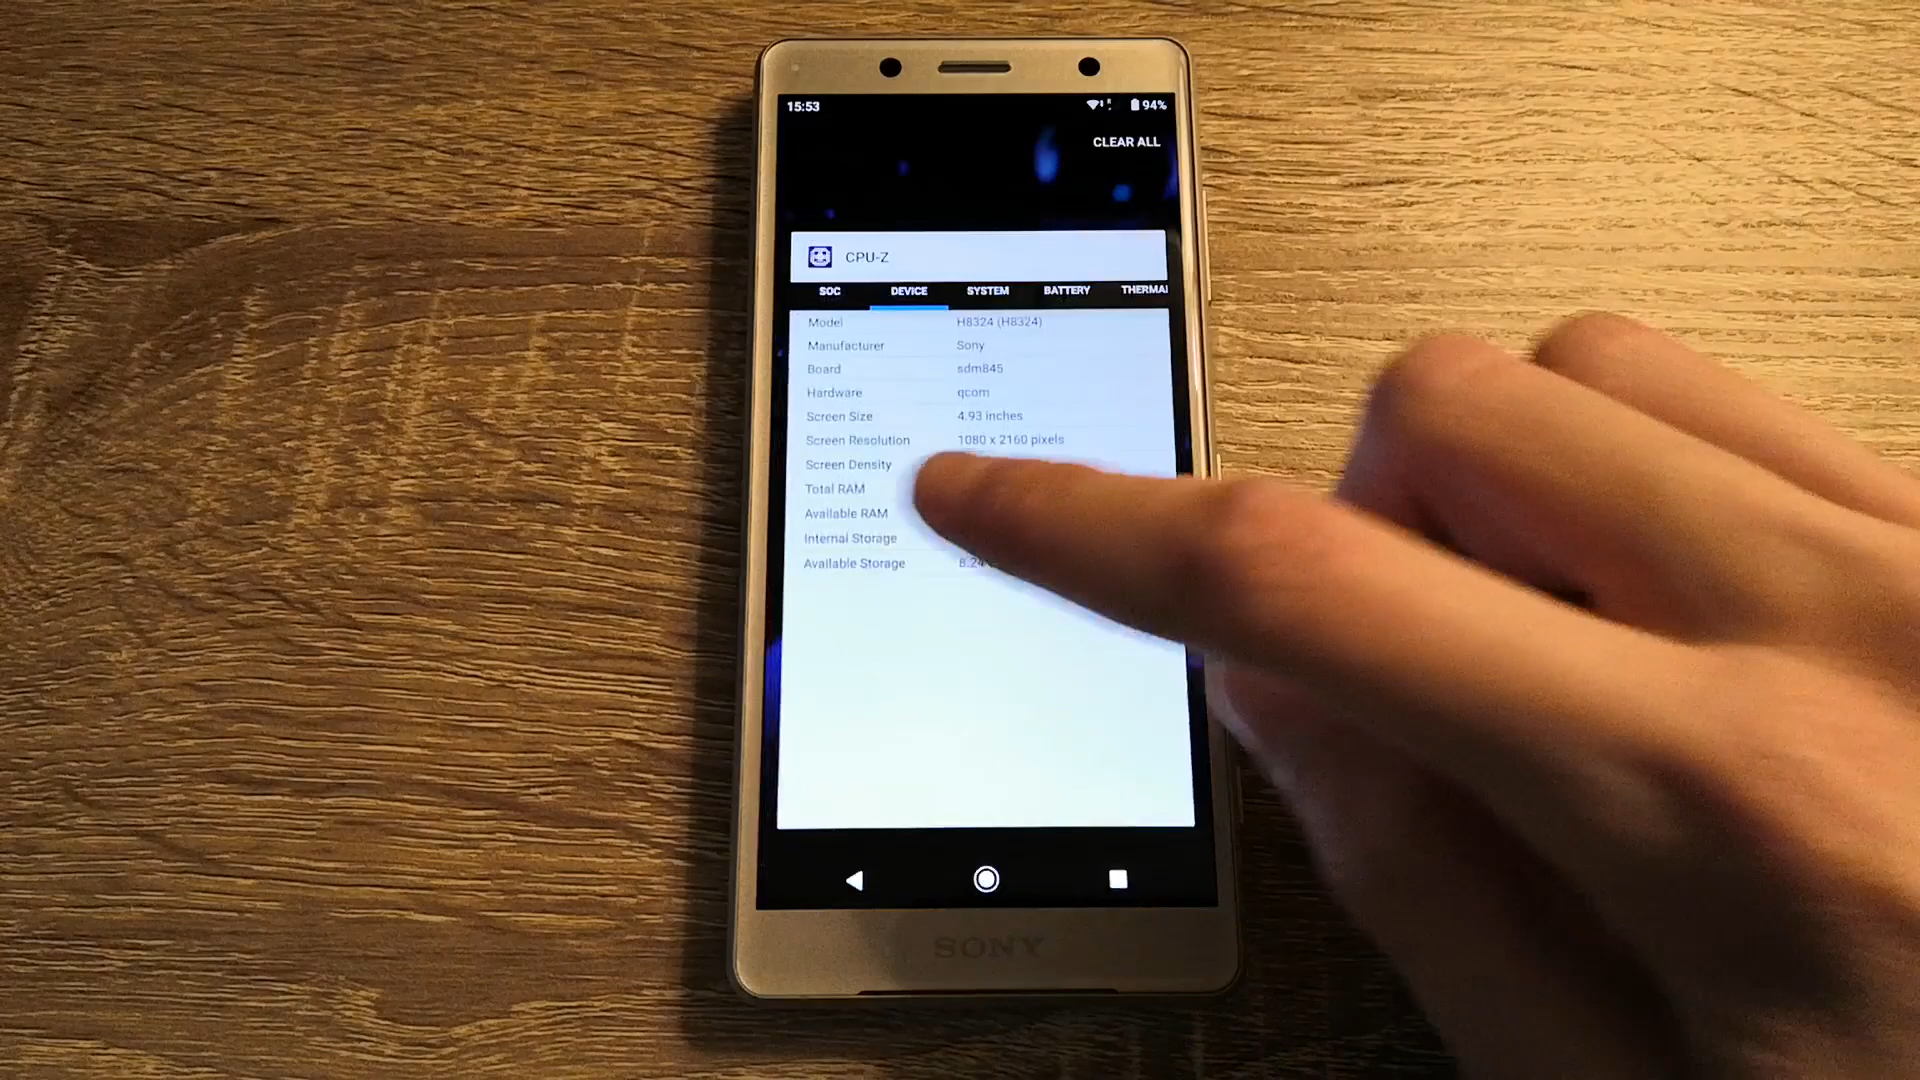 15:53 94%
CLEAR ALL
CPU-Z
SOC DEVICE SYSTEM BATTERY THERMAL
Model H8324 (H8324)
Manufacturer Sony
Board sdm845
Hardware qcom
Screen Size 4.93 inches
Screen Resolution 1080 x 2160 pixels
Screen Density
Total RAM
Available RAM
Internal Storage
Available Storage 8.24
SONY